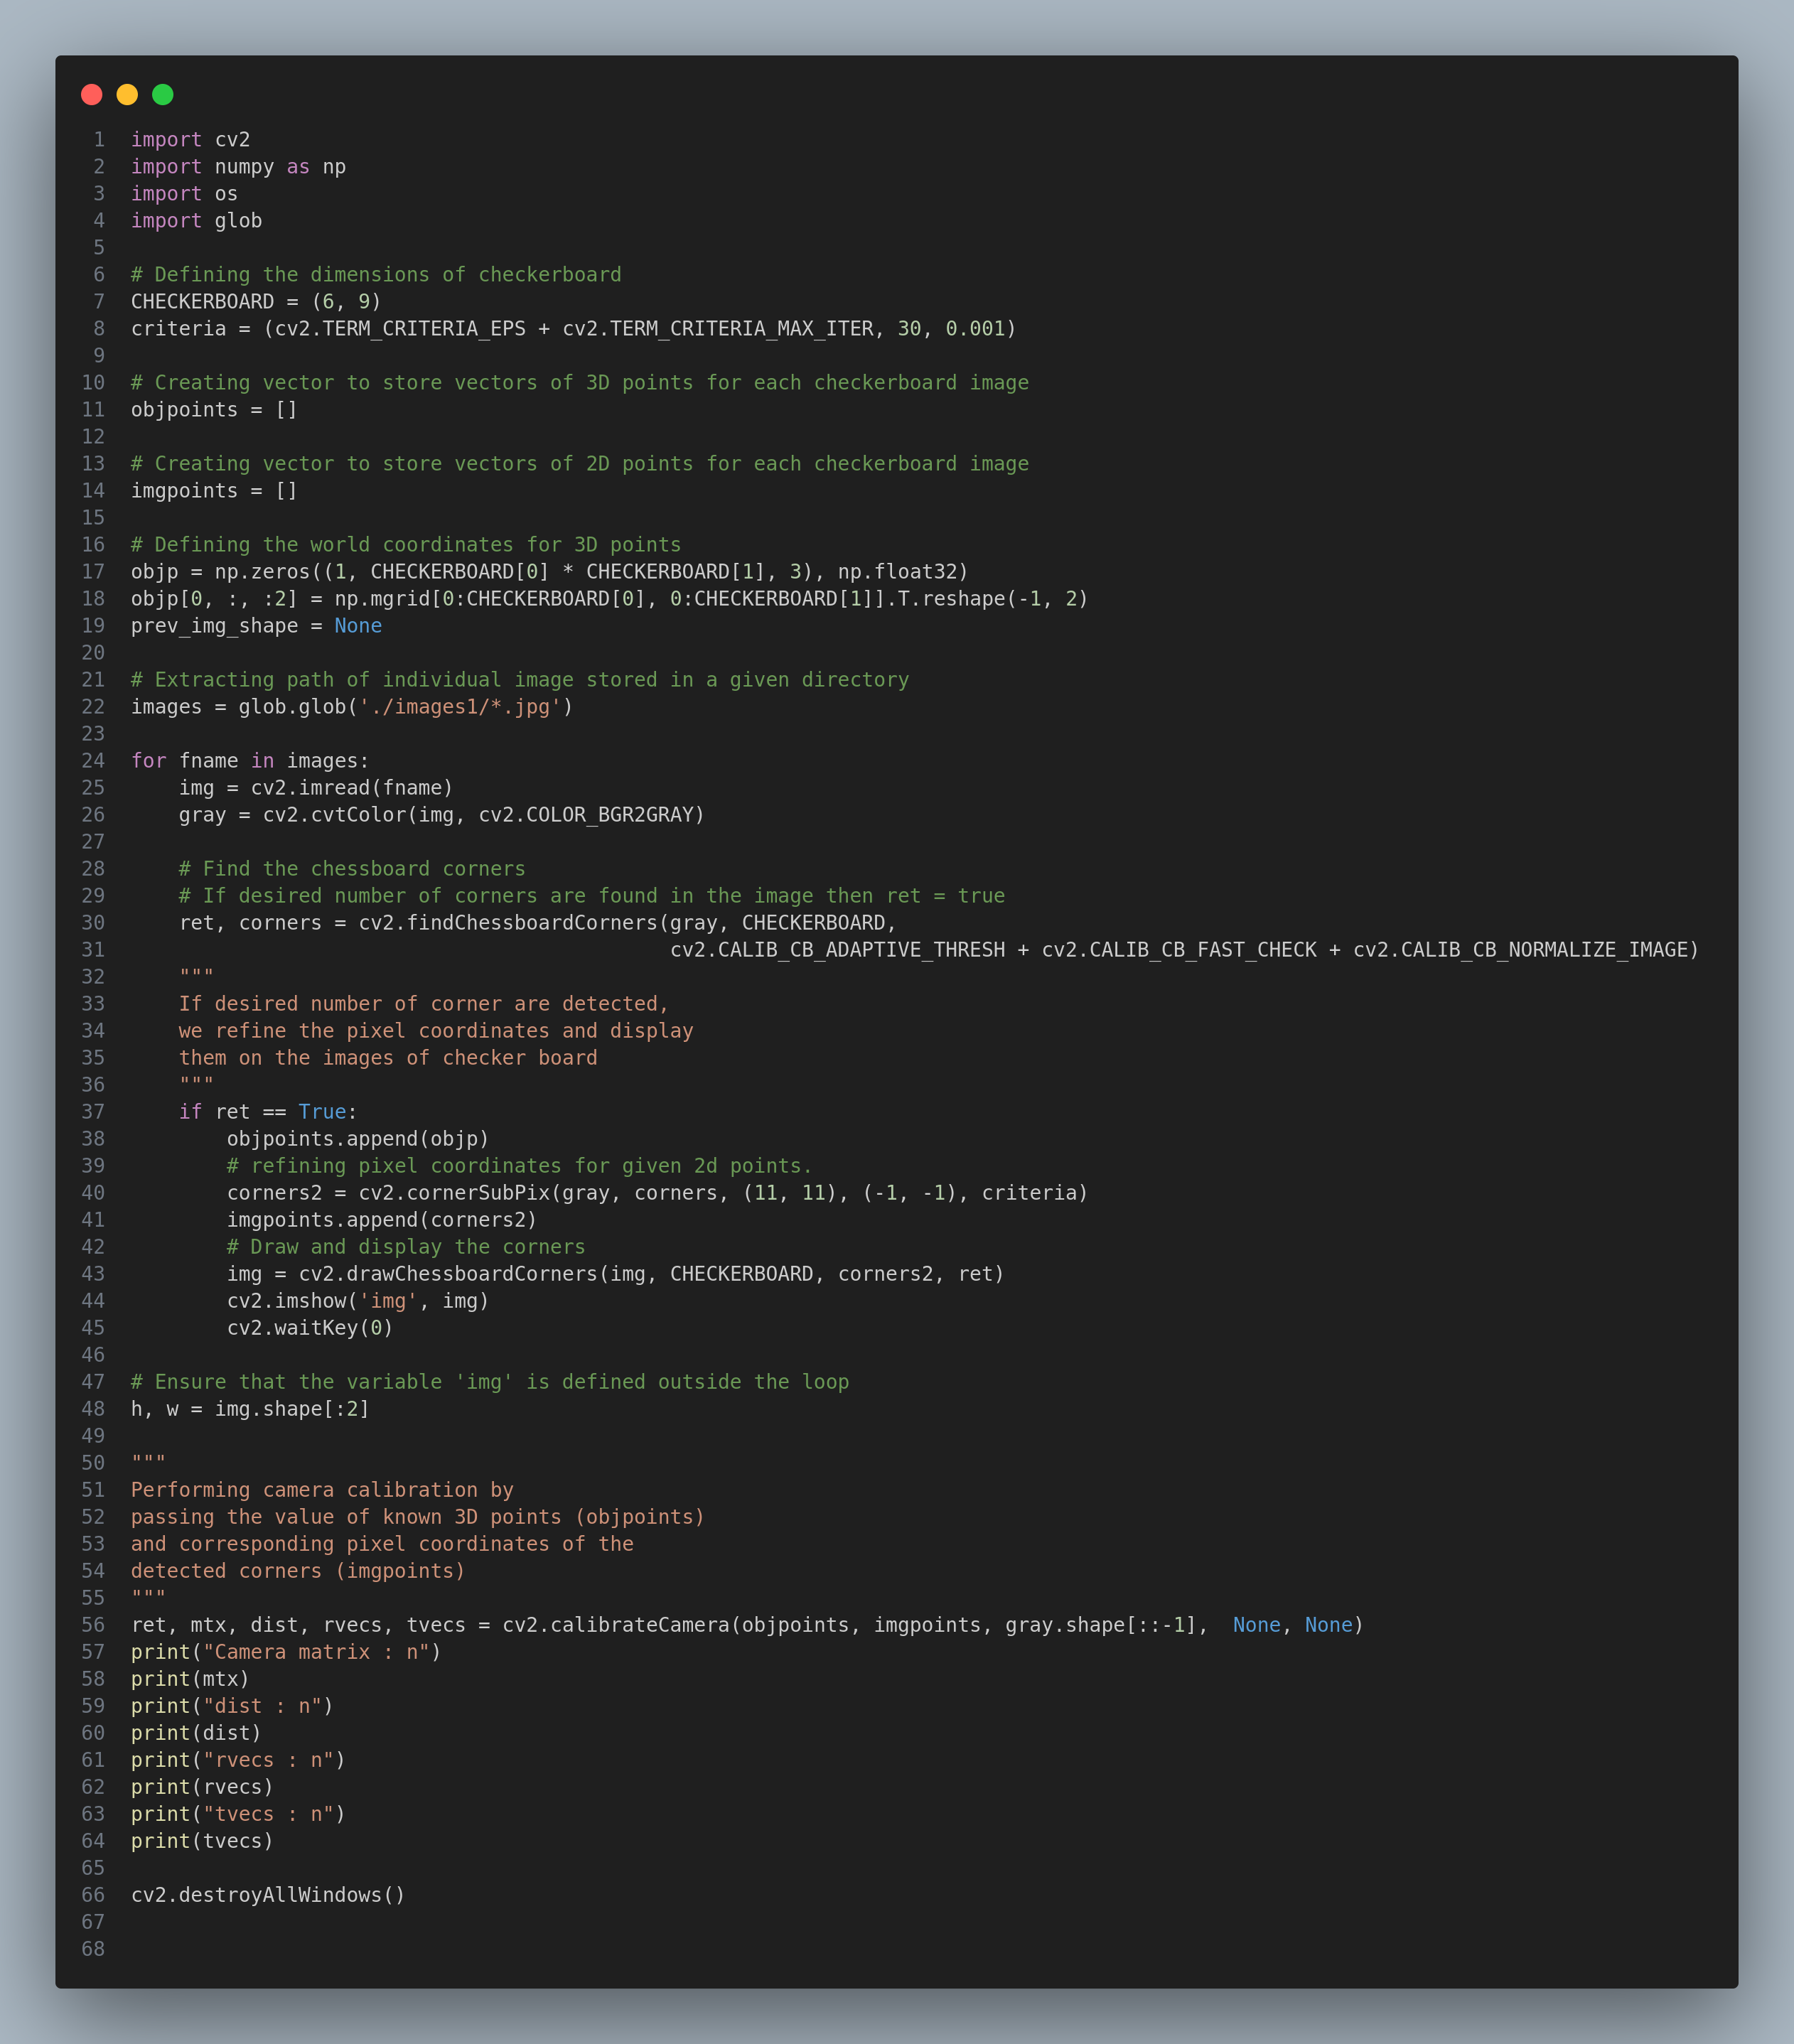 1 import cv2
2 import numpy as np
3 import os
4 import glob
5
6 # Defining the dimensions of checkerboard
7 CHECKERBOARD = (6, 9)
8 criteria = (cv2.TERM_CRITERIA_EPS + cv2.TERM_CRITERIA_MAX_ITER, 30, 0.001)
9
10 # Creating vector to store vectors of 3D points for each checkerboard image
11 objpoints = []
12
13 # Creating vector to store vectors of 2D points for each checkerboard image
14 imgpoints = []
15
16 # Defining the world coordinates for 3D points
17 objp = np.zeros((1, CHECKERBOARD[0] * CHECKERBOARD[1], 3), np.float32)
18 objp[0, :, :2] = np.mgrid[0:CHECKERBOARD[0], 0:CHECKERBOARD[1]].T.reshape(-1, 2)
19 prev_img_shape = None
20
21 # Extracting path of individual image stored in a given directory
22 images = glob.glob('./images1/*.jpg')
23
24 for fname in images:
25     img = cv2.imread(fname)
26     gray = cv2.cvtColor(img, cv2.COLOR_BGR2GRAY)
27
28     # Find the chessboard corners
29     # If desired number of corners are found in the image then ret = true
30     ret, corners = cv2.findChessboardCorners(gray, CHECKERBOARD,
31                                              cv2.CALIB_CB_ADAPTIVE_THRESH + cv2.CALIB_CB_FAST_CHECK + cv2.CALIB_CB_NORMALIZE_IMAGE)
32     """
33     If desired number of corner are detected,
34     we refine the pixel coordinates and display
35     them on the images of checker board
36     """
37     if ret == True:
38         objpoints.append(objp)
39         # refining pixel coordinates for given 2d points.
40         corners2 = cv2.cornerSubPix(gray, corners, (11, 11), (-1, -1), criteria)
41         imgpoints.append(corners2)
42         # Draw and display the corners
43         img = cv2.drawChessboardCorners(img, CHECKERBOARD, corners2, ret)
44         cv2.imshow('img', img)
45         cv2.waitKey(0)
46
47 # Ensure that the variable 'img' is defined outside the loop
48 h, w = img.shape[:2]
49
50 """
51 Performing camera calibration by
52 passing the value of known 3D points (objpoints)
53 and corresponding pixel coordinates of the
54 detected corners (imgpoints)
55 """
56 ret, mtx, dist, rvecs, tvecs = cv2.calibrateCamera(objpoints, imgpoints, gray.shape[::-1],  None, None)
57 print("Camera matrix : n")
58 print(mtx)
59 print("dist : n")
60 print(dist)
61 print("rvecs : n")
62 print(rvecs)
63 print("tvecs : n")
64 print(tvecs)
65
66 cv2.destroyAllWindows()
67
68